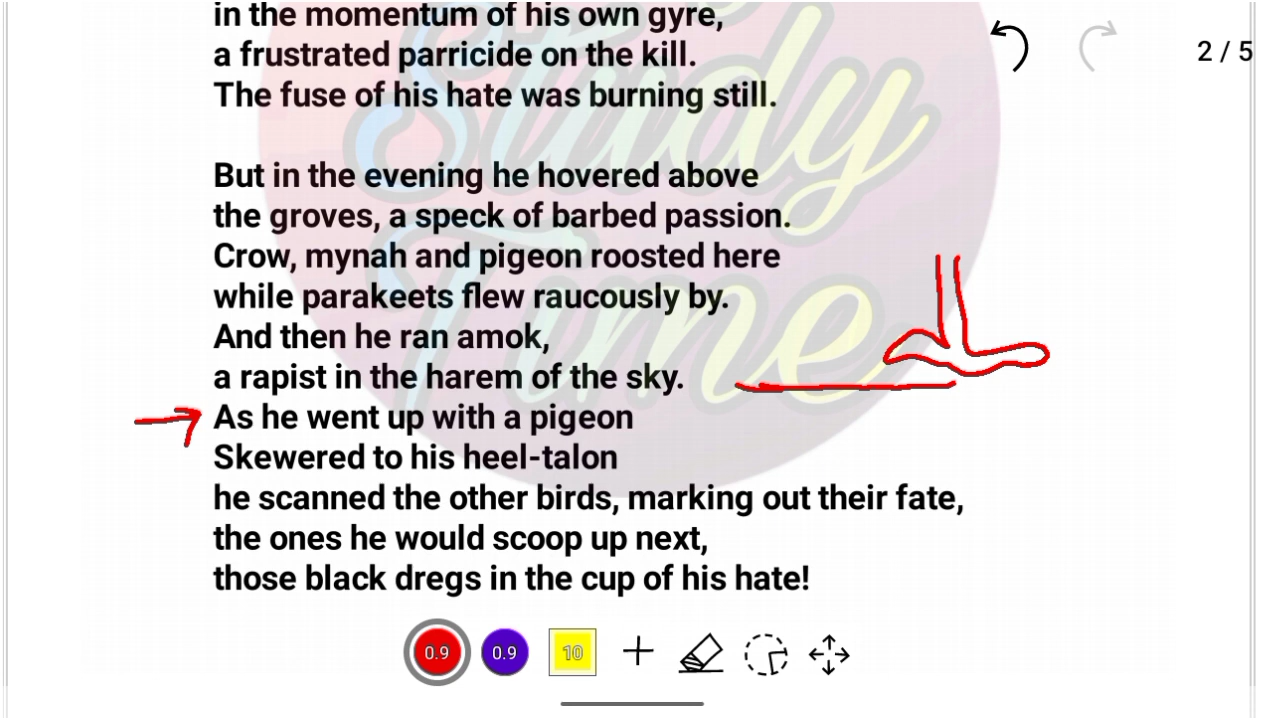 in the momentum of his own gyre,
a frustrated parricide on the kill.
The fuse of his hate was burning still.
2 / 5
But in the evening he hovered above
the groves, a speck of barbed passion.
Crow, mynah and pigeon roosted here
while parakeets flew raucously by.
And then he ran amok,
a rapist in the harem of the sky.
As he went up with a pigeon
Skewered to his heel-talon
he scanned the other birds, marking out their fate,
the ones he would scoop up next,
those black dregs in the cup of his hate!
Study
Time
0.9 0.9 10